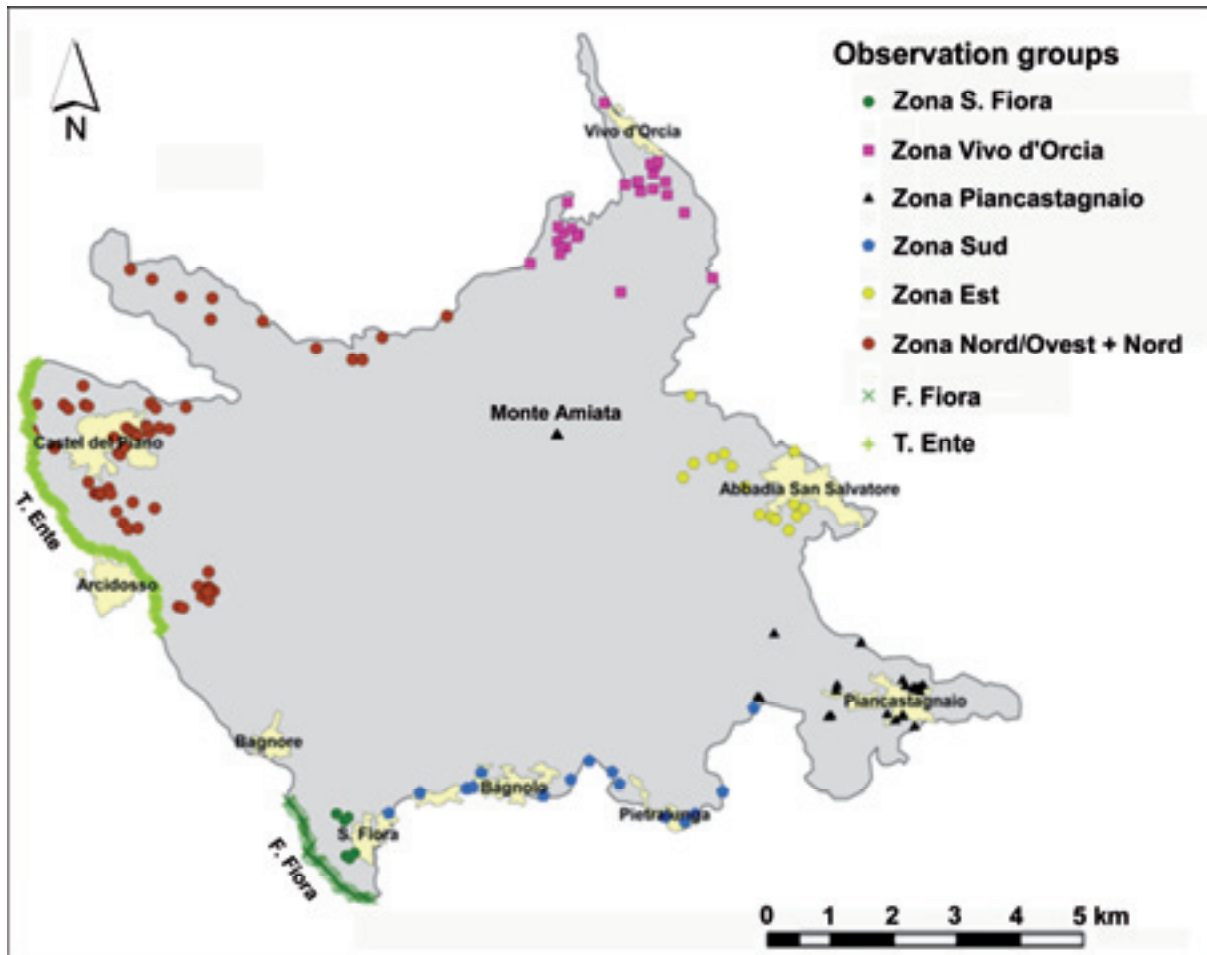 Observation groups
Zona S. Fiora
Zona Vivo d'Orcia
Zona Piancastagnaio
Zona Sud
Zona Est
Zona Nord/Ovest + Nord
F. Fiora
T. Ente
N
Vivo d'Orcia
Monte Amiata
Castel del Piano
Abbadia San Salvatore
T. Ente
Arcidosso
Piancastagnaio
Bagnore
Bagnolo
Pietralunga
S. Fiora
F. Fiora
0 1 2 3 4 5 km